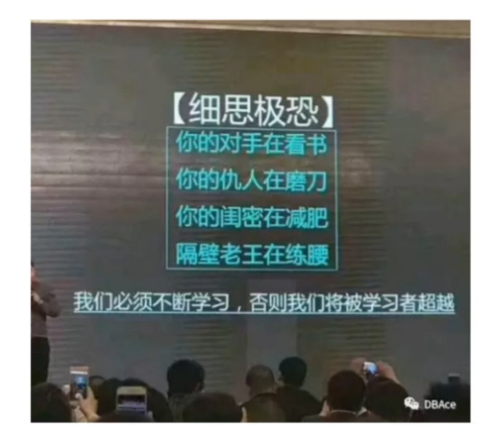 【细思极恐】
你的对手在看书
你的仇人在磨刀
你的闺密在减肥
隔壁老王在练腰
我们必须不断学习，否则我们将被学习者超越
DBAce